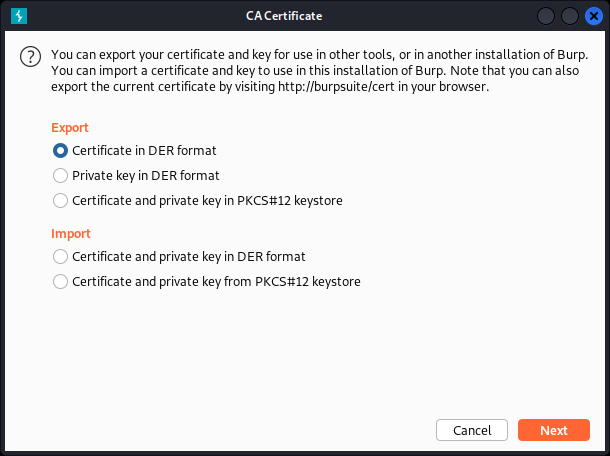 CA Certificate
You can export your certificate and key for use in other tools, or in another installation of Burp.
You can import a certificate and key to use in this installation of Burp. Note that you can also
export the current certificate by visiting http://burpsuite/cert in your browser.
Export
Certificate in DER format
Private key in DER format
Certificate and private key in PKCS#12 keystore
Import
Certificate and private key in DER format
Certificate and private key from PKCS#12 keystore
Cancel
Next